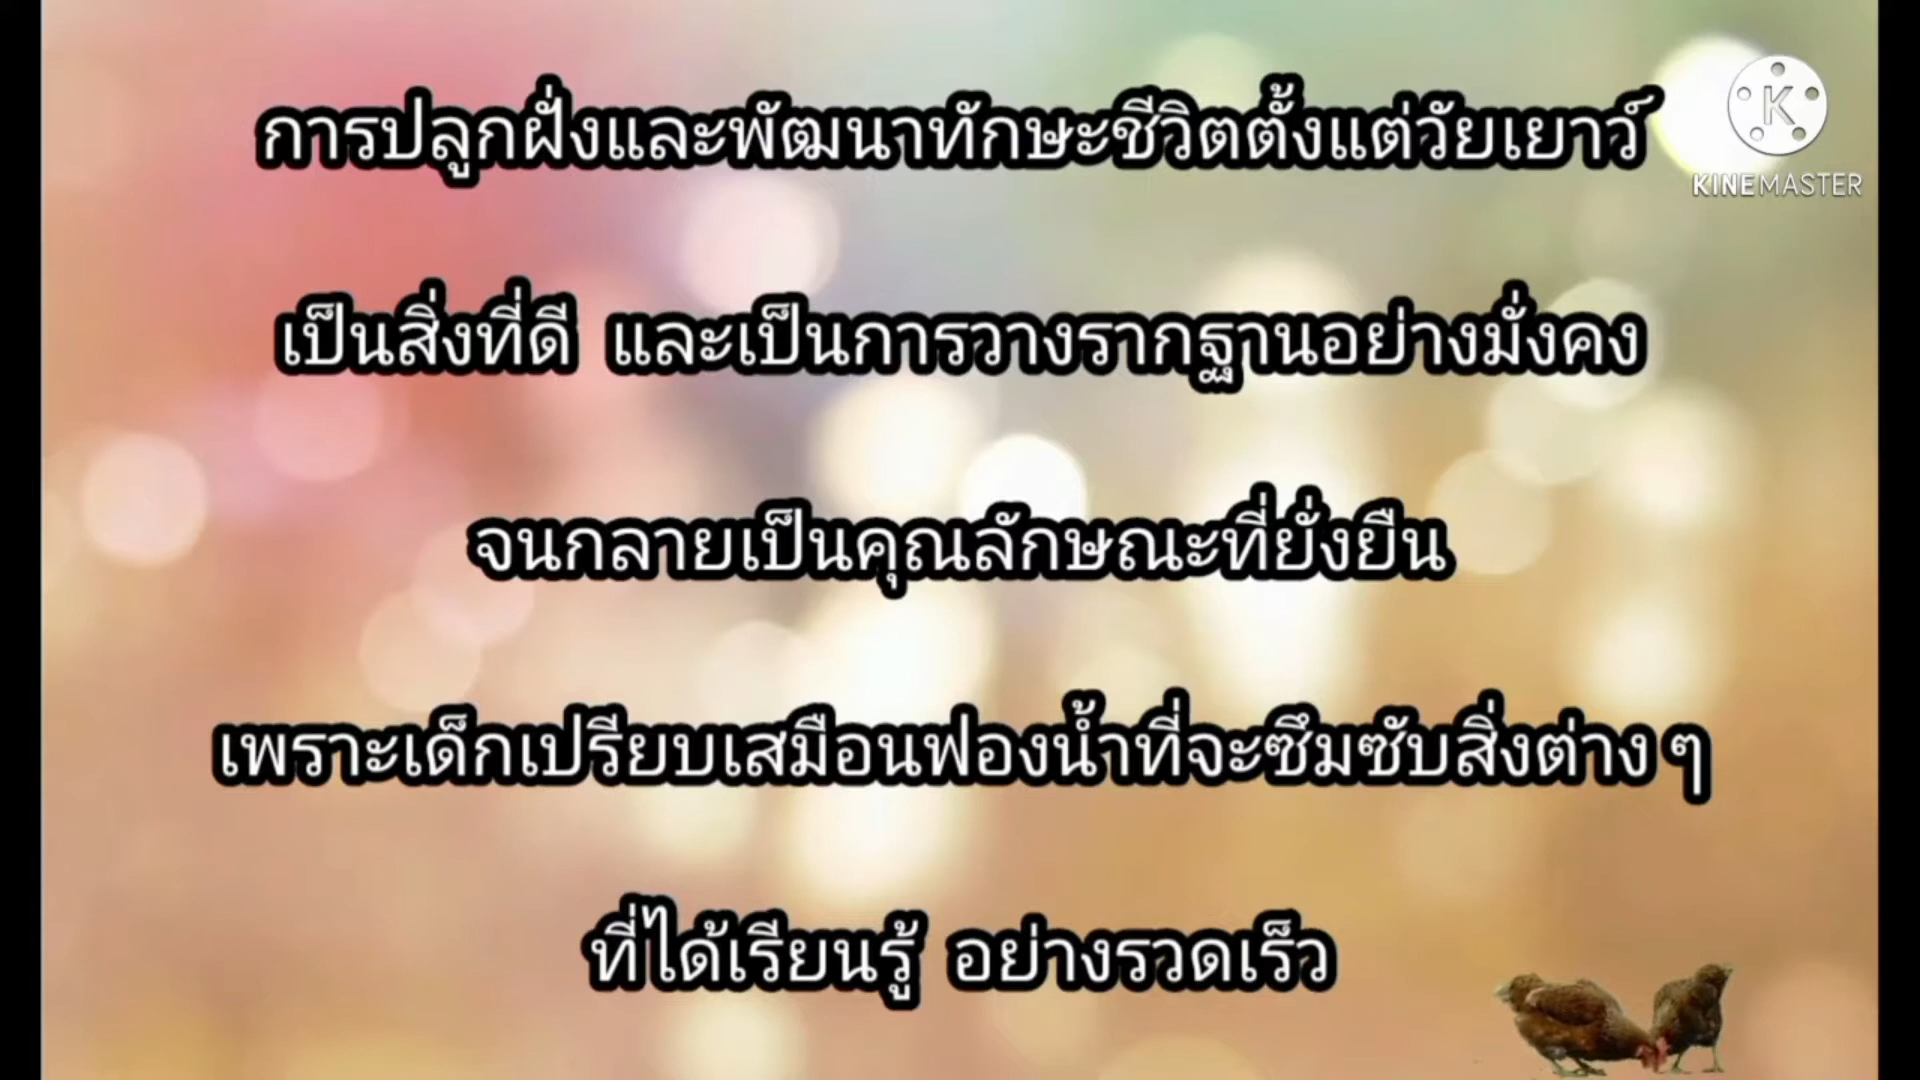 การปลูกฝั่งและพัฒนาทักษะชีวิตตั้งแต่วัยเยาว์
K
KINEMASTER
เป็นสิ่งที่ดี และเป็นการวางรากฐานอย่างมั่งคง
จนกลายเป็นคุณลักษณะที่ยั่งยืน
เพราะเด็กเปรียบเสมือนฟองน้ำที่จะซึมซับสิ่งต่างๆ
ที่ได้เรียนรู้ อย่างรวดเร็ว